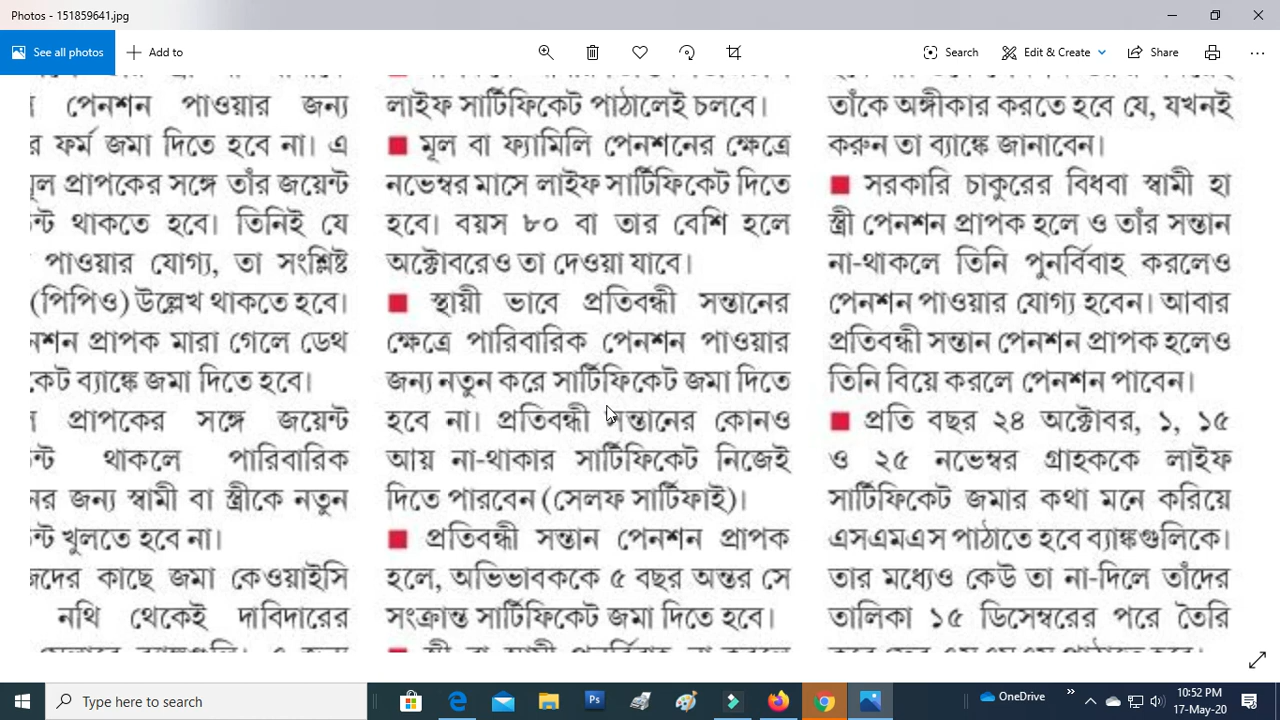 Photos - 151859641.jpg
See all photos
Add to
Search
Edit & Create
Share
পেনশন পাওয়ার জন্য
র ফর্ম জমা দিতে হবে না। এ
মূল প্রাপকের সঙ্গে তাঁর জয়েন্ট
ন্ট থাকতে হবে। তিনিই যে
পাওয়ার যোগ্য, তা সংশ্লিষ্ট
(পিপিও) উল্লেখ থাকতে হবে।
নশন প্রাপক মারা গেলে ডেথ
কেট ব্যাঙ্কে জমা দিতে হবে।
প্রাপকের সঙ্গে জয়েন্ট
ন্ট থাকলে পারিবারিক
নের জন্য স্বামী বা স্ত্রীকে নতুন
ন্ট খুলতে হবে না।
জদের কাছে জমা কেওয়াইসি
নথি থেকেই দাবিদারের
লাইফ সার্টিফিকেট পাঠালেই চলবে।
■ মূল বা ফ্যামিলি পেনশনের ক্ষেত্রে
নভেম্বর মাসে লাইফ সার্টিফিকেট দিতে
হবে। বয়স ৮০ বা তার বেশি হলে
অক্টোবরেও তা দেওয়া যাবে।
■ স্থায়ী ভাবে প্রতিবন্ধী সন্তানের
ক্ষেত্রে পারিবারিক পেনশন পাওয়ার
জন্য নতুন করে সার্টিফিকেট জমা দিতে
হবে না। প্রতিবন্ধী সন্তানের কোনও
আয় না-থাকার সার্টিফিকেট নিজেই
দিতে পারবেন (সেলফ সার্টিফাই)।
■ প্রতিবন্ধী সন্তান পেনশন প্রাপক
হলে, অভিভাবককে ৫ বছর অন্তর সে
সংক্রান্ত সার্টিফিকেট জমা দিতে হবে।
তাঁকে অঙ্গীকার করতে হবে যে, যখনই
করুন তা ব্যাঙ্কে জানাবেন।
■ সরকারি চাকুরের বিধবা স্বামী হা
স্ত্রী পেনশন প্রাপক হলে ও তাঁর সন্তান
না-থাকলে তিনি পুনর্বিবাহ করলেও
পেনশন পাওয়ার যোগ্য হবেন। আবার
প্রতিবন্ধী সন্তান পেনশন প্রাপক হলেও
তিনি বিয়ে করলে পেনশন পাবেন।
■ প্রতি বছর ২৪ অক্টোবর, ১, ১৫
ও ২৫ নভেম্বর গ্রাহককে লাইফ
সার্টিফিকেট জমার কথা মনে করিয়ে
এসএমএস পাঠাতে হবে ব্যাঙ্কগুলিকে।
তার মধ্যেও কেউ তা না-দিলে তাঁদের
তালিকা ১৫ ডিসেম্বরের পরে তৈরি
Type here to search
OneDrive
10:52 PM
17-May-20